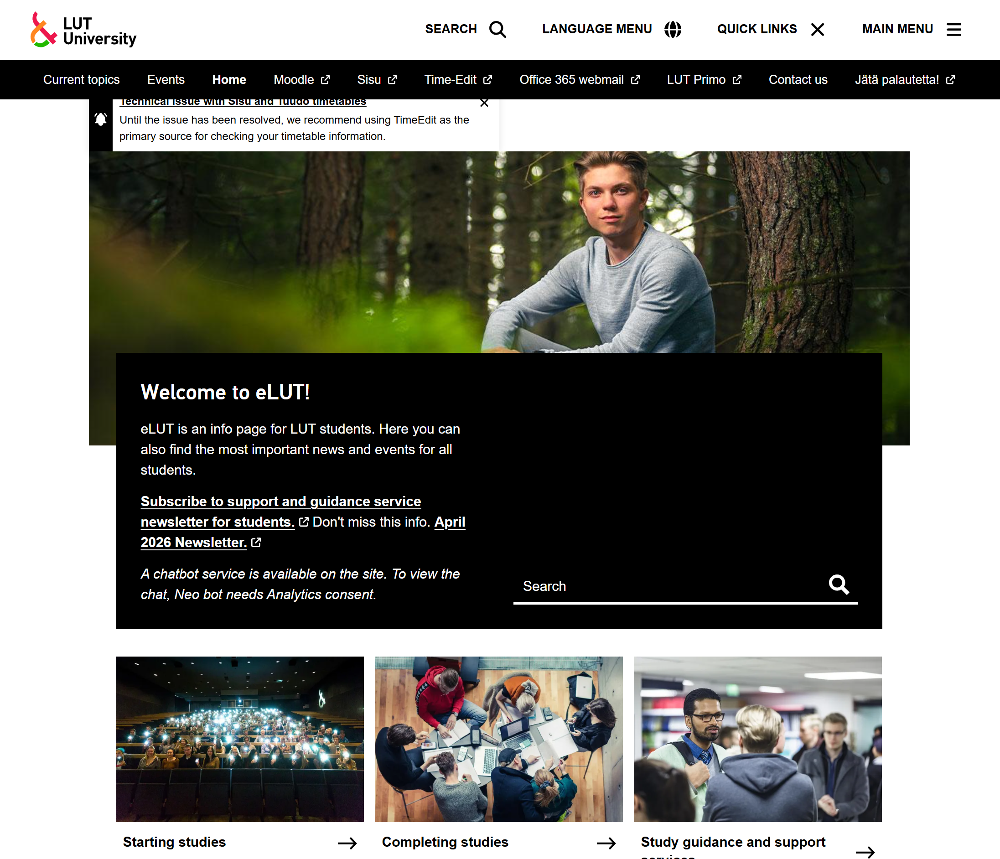 LUT
University
SEARCH
LANGUAGE MENU
QUICK LINKS
MAIN MENU
Current topics
Events
Home
Moodle
Sisu
Time-Edit
Office 365 webmail
LUT Primo
Contact us
Jätä palautetta!
Technical issue with Sisu and Tuudo timetables
Until the issue has been resolved, we recommend using TimeEdit as the
primary source for checking your timetable information.
Welcome to eLUT!
eLUT is an info page for LUT students. Here you can
also find the most important news and events for all
students.
Subscribe to support and guidance service
newsletter for students. Don't miss this info. April
2026 Newsletter.
A chatbot service is available on the site. To view the
chat, Neo bot needs Analytics consent.
Search
Starting studies
Completing studies
Study guidance and support
services